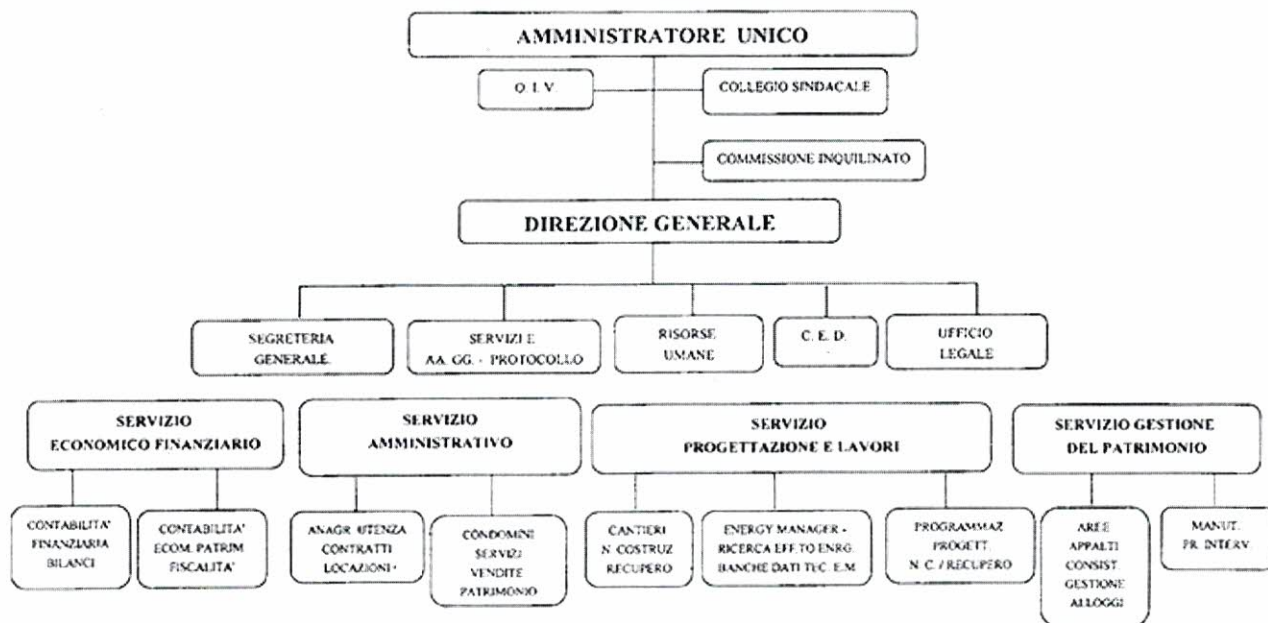 AMMINISTRATORE UNICO
O. I. V.
COLLEGIO SINDACALE
COMMISSIONE INQUILINATO
DIREZIONE GENERALE
SEGRETERIA
GENERALE.
SERVIZI E
AA. GG. - PROTOCOLLO
RISORSE
UMANE
C. E. D.
UFFICIO
LEGALE
SERVIZIO
ECONOMICO FINANZIARIO
SERVIZIO
AMMINISTRATIVO
SERVIZIO
PROGETTAZIONE E LAVORI
SERVIZIO GESTIONE
DEL PATRIMONIO
CONTABILITA'
FINANZIARIA
BILANCI
CONTABILITA'
ECOM. PATRIM
FISCALITA'
ANAGR UTENZA
CONTRATTI
LOCAZIONI
CONDOMINI
SERVIZI
VENDITE
PATRIMONIO
CANTIERI
N. COSTRUZ
RECUPERO
ENERGY MANAGER -
RICERCA EFF.TO ENRG.
BANCHE DATI TEC. E.M
PROGRAMMAZ
PROGETT.
N. C. / RECUPERO
AREE
APPALTI
CONSIST.
GESTIONE
ALLOGGI
MANUT.
PR. INTERV.